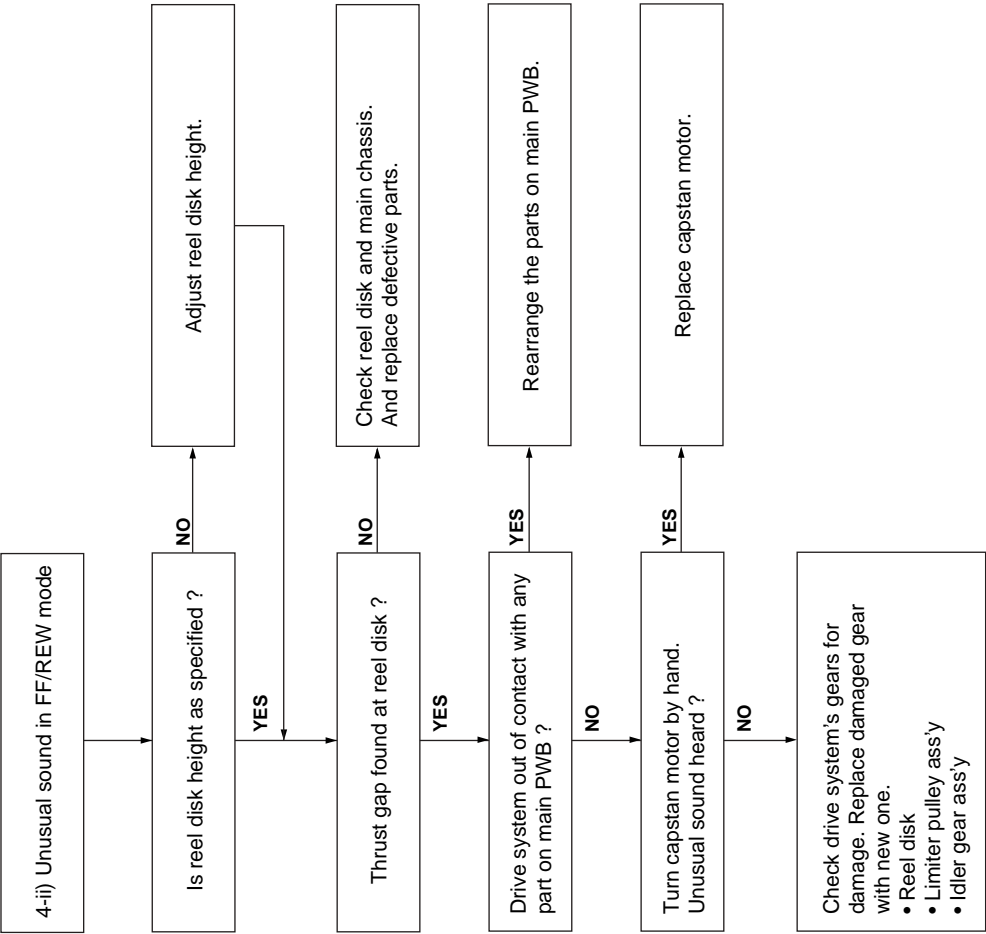 4-ii) Unusual sound in FF/REW mode
Is reel disk height as specified ?
NO
Adjust reel disk height.
YES
Thrust gap found at reel disk ?
NO
Check reel disk and main chassis.
And replace defective parts.
YES
Drive system out of contact with any
part on main PWB ?
YES
Rearrange the parts on main PWB.
NO
Turn capstan motor by hand.
Unusual sound heard ?
YES
Replace capstan motor.
NO
Check drive system's gears for
damage. Replace damaged gear
with new one.
• Reel disk
• Limiter pulley ass'y
• Idler gear ass'y